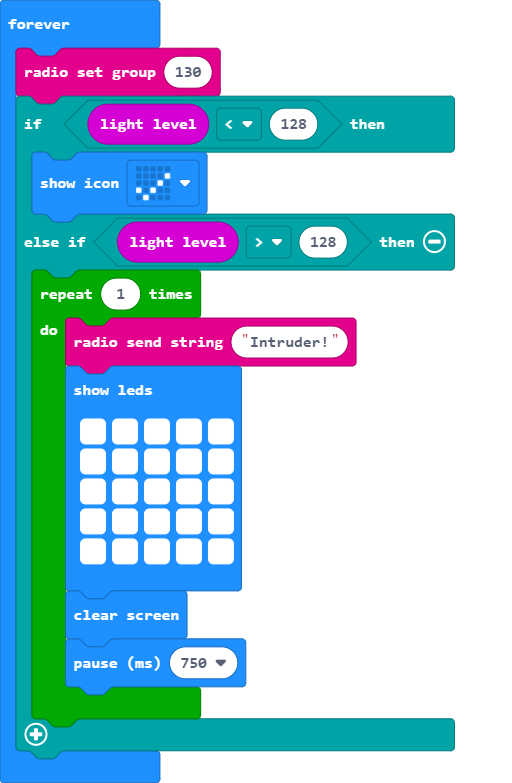 forever
radio set group 130
if light level < 128 then
show icon
else if light level > 128 then
repeat 1 times
do
radio send string "Intruder!"
show leds
clear screen
pause (ms) 750